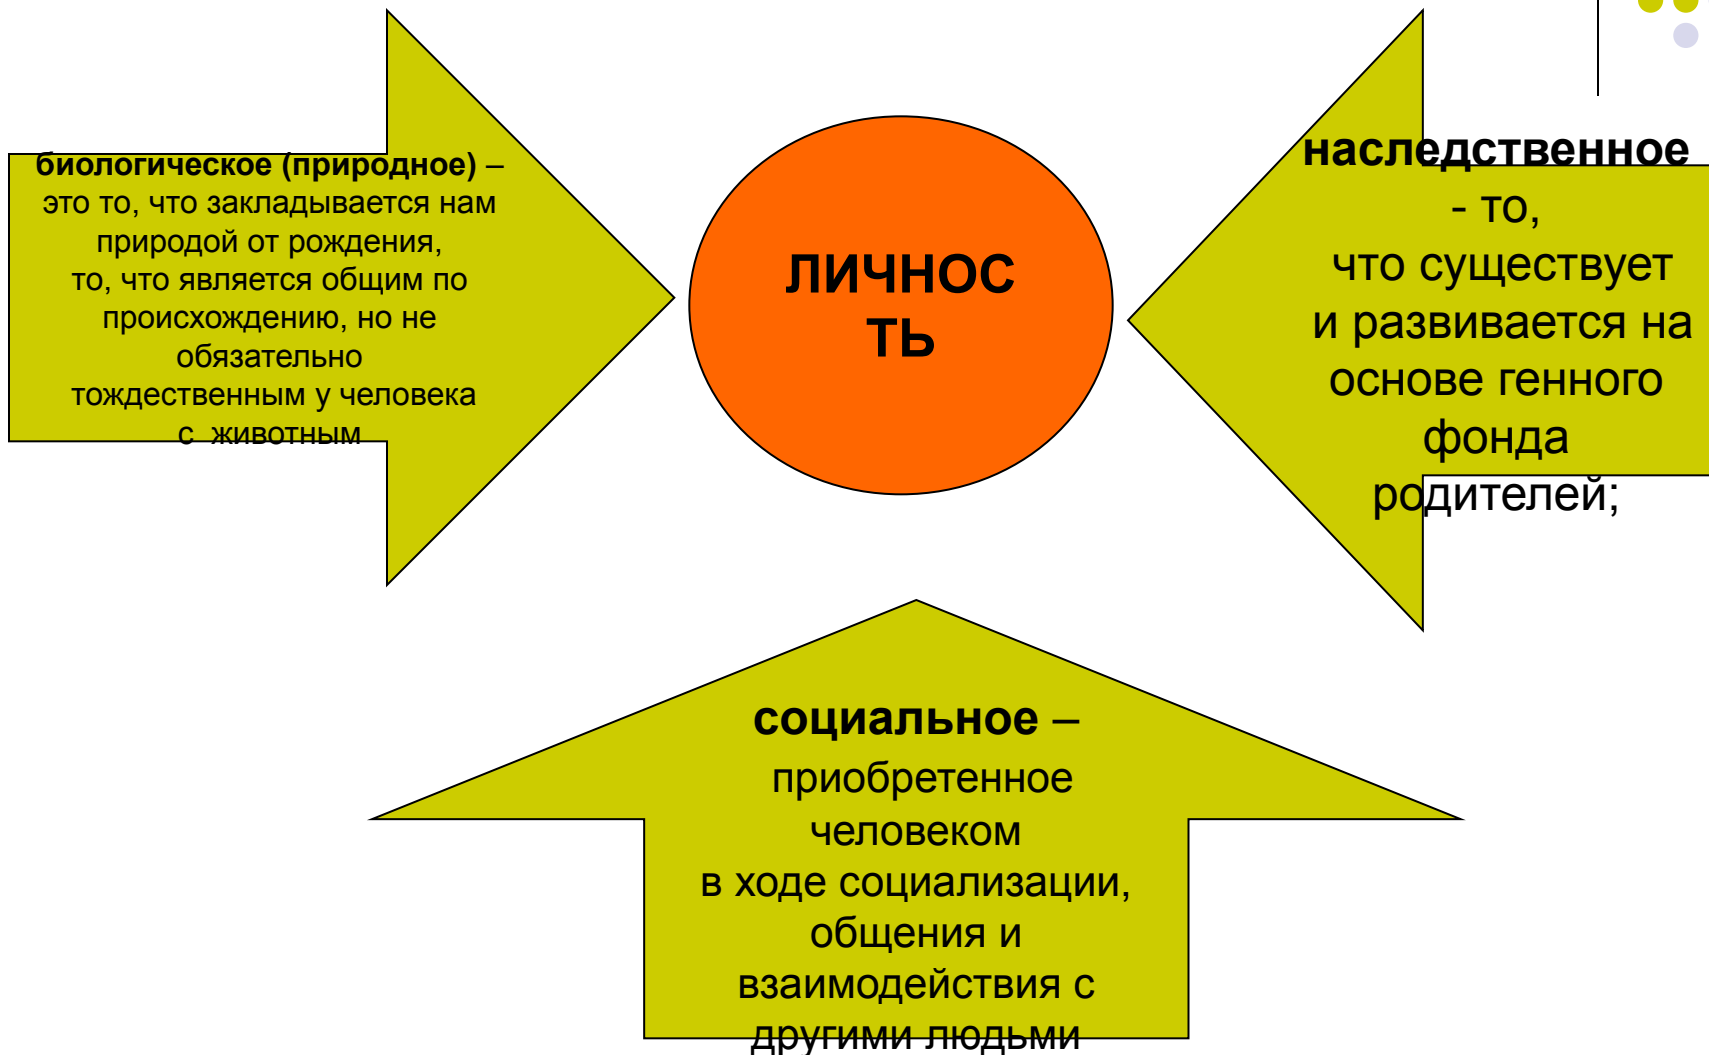 биологическое (природное) –
это то, что закладывается нам
природой от рождения,
то, что является общим по
происхождению, но не
обязательно
тождественным у человека
с животным
ЛИЧНОС
ТЬ
наследственное
- то,
что существует
и развивается на
основе генного
фонда
родителей;
социальное –
приобретенное
человеком
в ходе социализации,
общения и
взаимодействия с
другими людьми